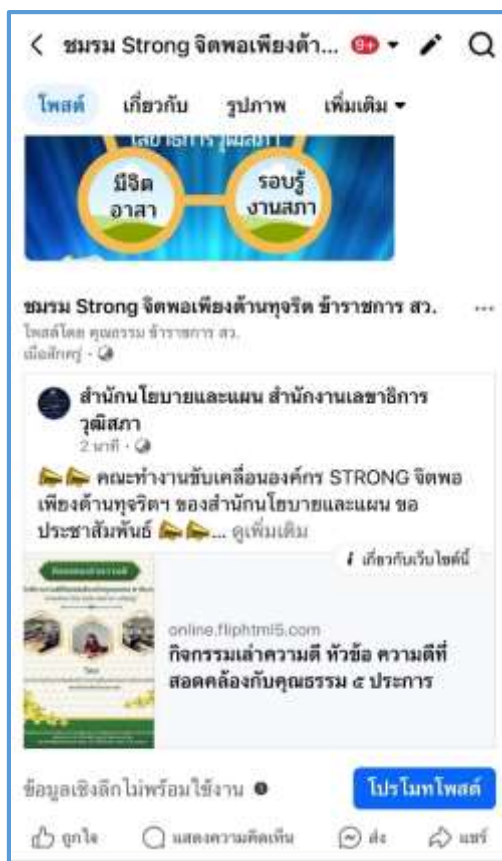 ชมรม Strong จิตพอเพียงต้า... 9+
โพสต์ เกี่ยวกับ รูปภาพ เพิ่มเติม
เลขาธิการวุฒิสภา
มีจิต
อาสา
รอบรู้
งานสภา
ชมรม Strong จิตพอเพียงต้านทุจริต ข้าราชการ สว.
โพสต์โดย คุณธรรม ข้าราชการ สว.
เมื่อสักครู่
สำนักนโยบายและแผน สำนักงานเลขาธิการ
วุฒิสภา
2 นาที
คณะทำงานขับเคลื่อนองค์กร STRONG จิตพอ
เพียงต้านทุจริตฯ ของสำนักนโยบายและแผน ขอ
ประชาสัมพันธ์ ... ดูเพิ่มเติม
เกี่ยวกับเว็บไซต์นี้
online.fliphtml5.com
กิจกรรมเล่าความดี หัวข้อ ความดีที่
สอดคล้องกับคุณธรรม ๕ ประการ
ข้อมูลเชิงลึกไม่พร้อมใช้งาน
โปรโมทโพสต์
ถูกใจ แสดงความคิดเห็น ส่ง แชร์